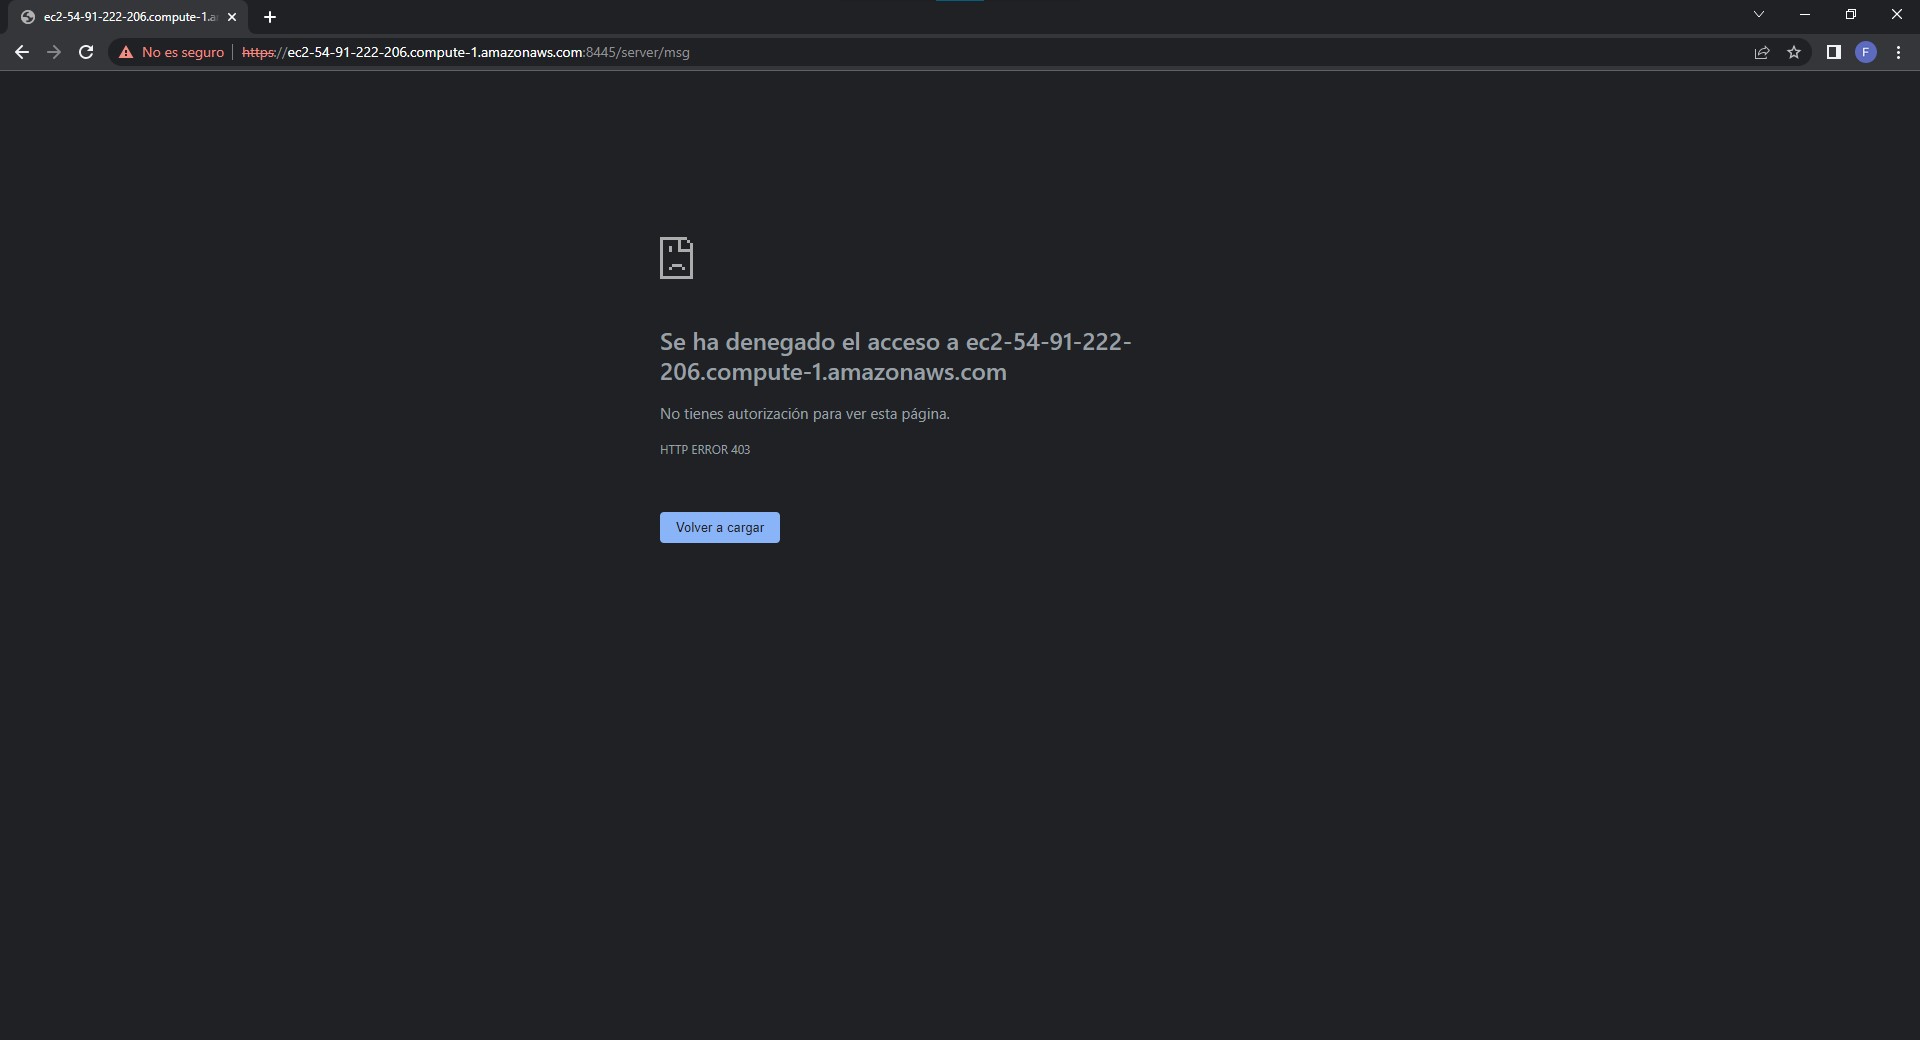 ec2-54-91-222-206.compute-1.a
No es seguro
https://ec2-54-91-222-206.compute-1.amazonaws.com:8445/server/msg
F
Se ha denegado el acceso a ec2-54-91-222-
206.compute-1.amazonaws.com
No tienes autorización para ver esta página.
HTTP ERROR 403
Volver a cargar